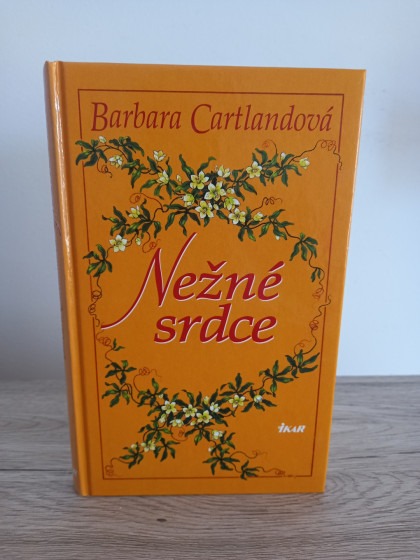 Barbara Cartlandová
Nežné
srdce
IKAR